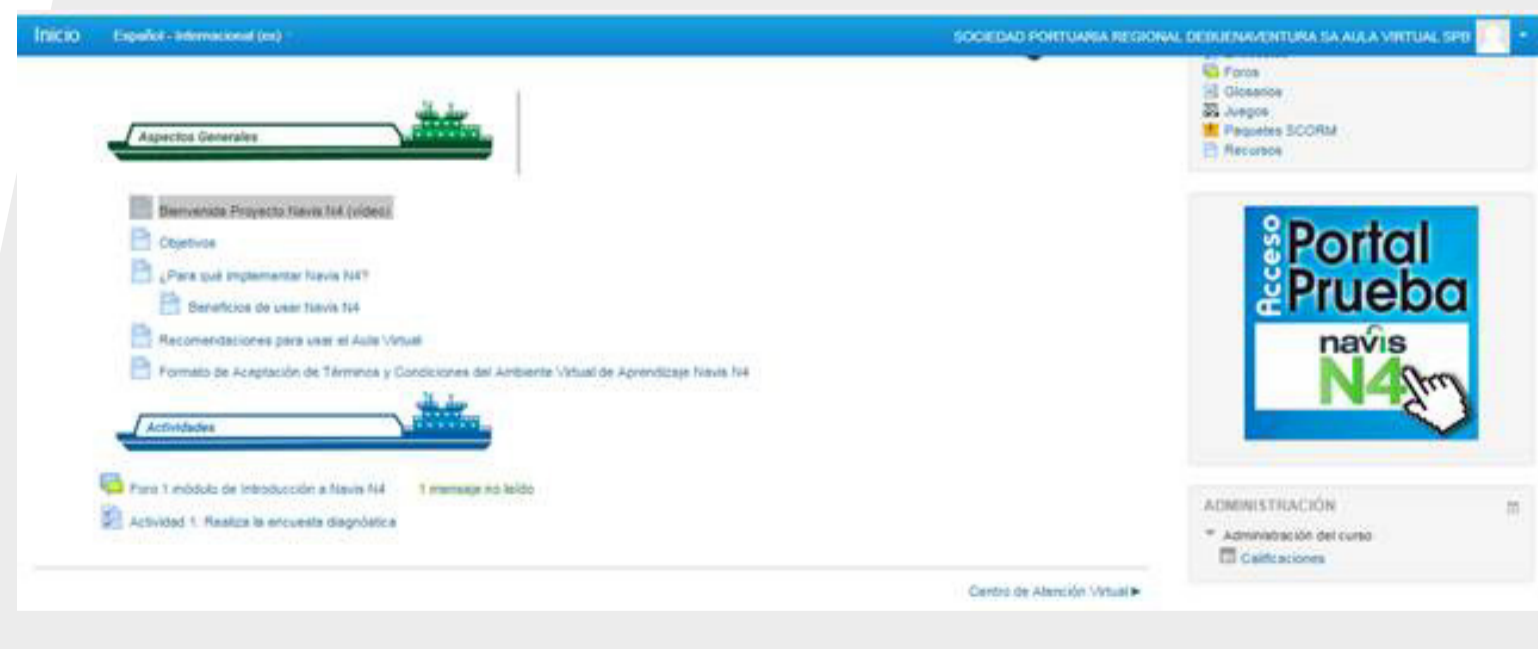 Inicio
Español - Internacional (es)
SOCIEDAD PORTUARIA REGIONAL DEBUENAVENTURA SA AULA VIRTUAL SPB
Aspectos Generales
Bienvenida Proyecto Navis N4 (vídeo)
Objetivos
¿Para qué implementar Navis N4?
Beneficios de usar Navis N4
Recomendaciones para usar el Aula Virtual
Formato de Aceptación de Términos y Condiciones del Ambiente Virtual de Aprendizaje Navis N4
Actividades
Foro 1 módulo de Introducción a Navis N4 1 mensaje no leído
Actividad 1. Realiza la encuesta diagnóstica
Centro de Atención Virtual
Foros
Glosarios
Juegos
Paquetes SCORM
Recursos
Acceso
Portal
Prueba
navis
N4
ADMINISTRACIÓN
Administración del curso
Calificaciones